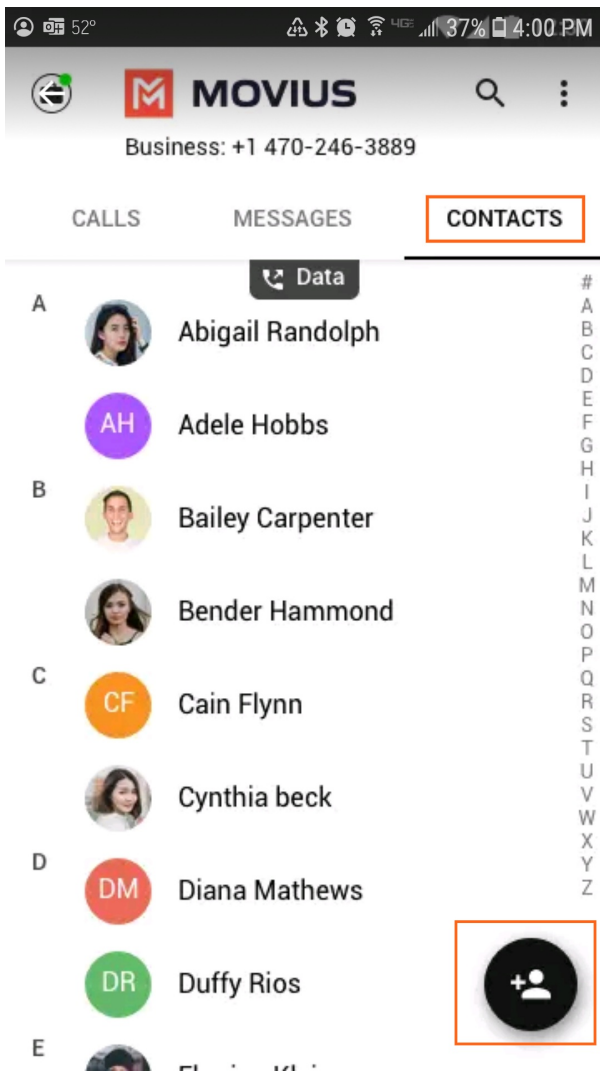 52° 4GE 37% 4:00 PM
MOVIUS
Business: +1 470-246-3889
CALLS MESSAGES CONTACTS
Data
A
Abigail Randolph
AH Adele Hobbs
B
Bailey Carpenter
Bender Hammond
C
CF Cain Flynn
Cynthia beck
D
DM Diana Mathews
DR Duffy Rios
E
#
A
B
C
D
E
F
G
H
I
J
K
L
M
N
O
P
Q
R
S
T
U
V
W
X
Y
Z